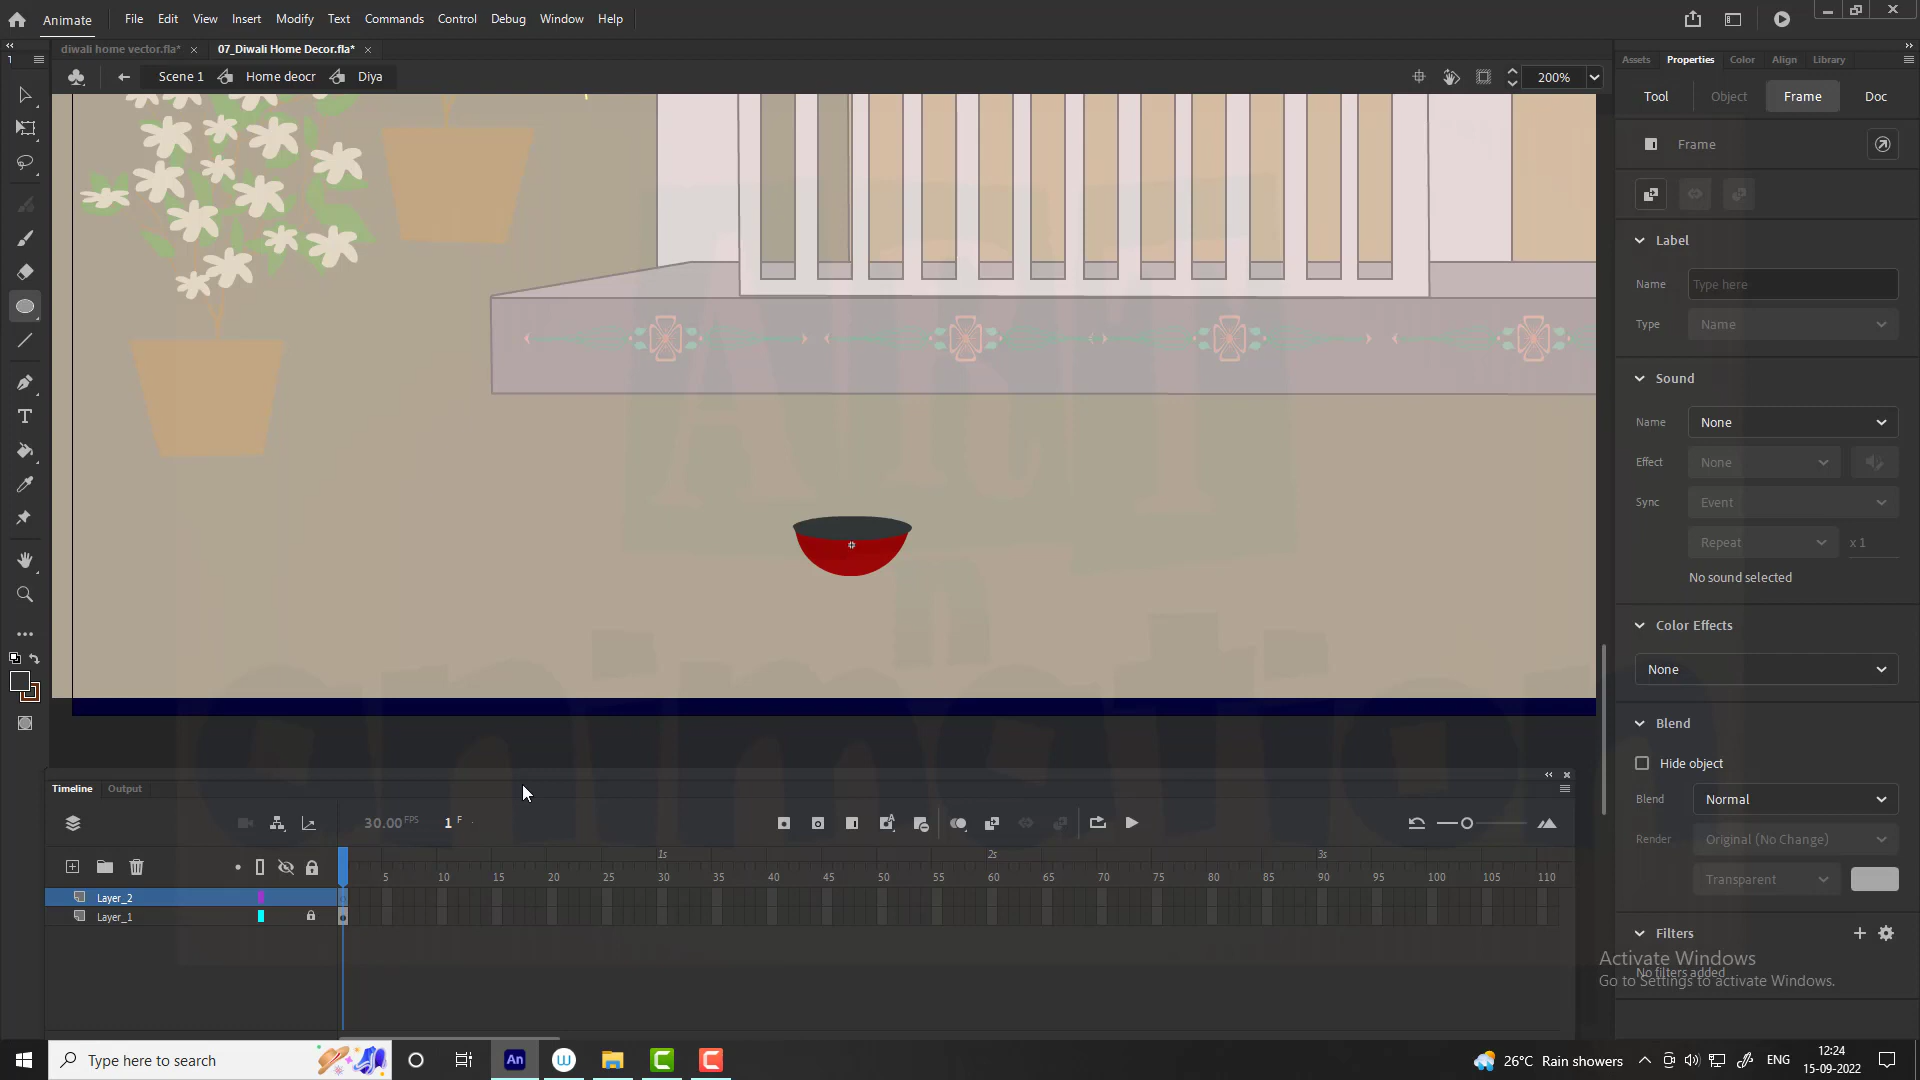 Animate File Edit View Insert Modify Text Commands Control Debug Window Help
diwali home vector.fla* × 07_Diwali Home Decor.fla* ×
Scene 1 Home deocr Diya 200%
Assets Properties Color Align Library
Tool Object Frame Doc
Frame
Label
Name Type here
Type Name
Sound
Name None
Effect None
Sync Event
Repeat x 1
No sound selected
Color Effects
None
Blend
Hide object
Blend Normal
Render Original (No Change)
Transparent
Filters
No filters added
Activate Windows
Go to Settings to activate Windows.
ART
n
animation
Timeline Output
30.00 FPS 1 F
1s 2s 3s
5 10 15 20 25 30 35 40 45 50 55 60 65 70 75 80 85 90 95 100 105 110
Layer_2
Layer_1
Type here to search
An
26°C Rain showers ENG 12:24
15-09-2022